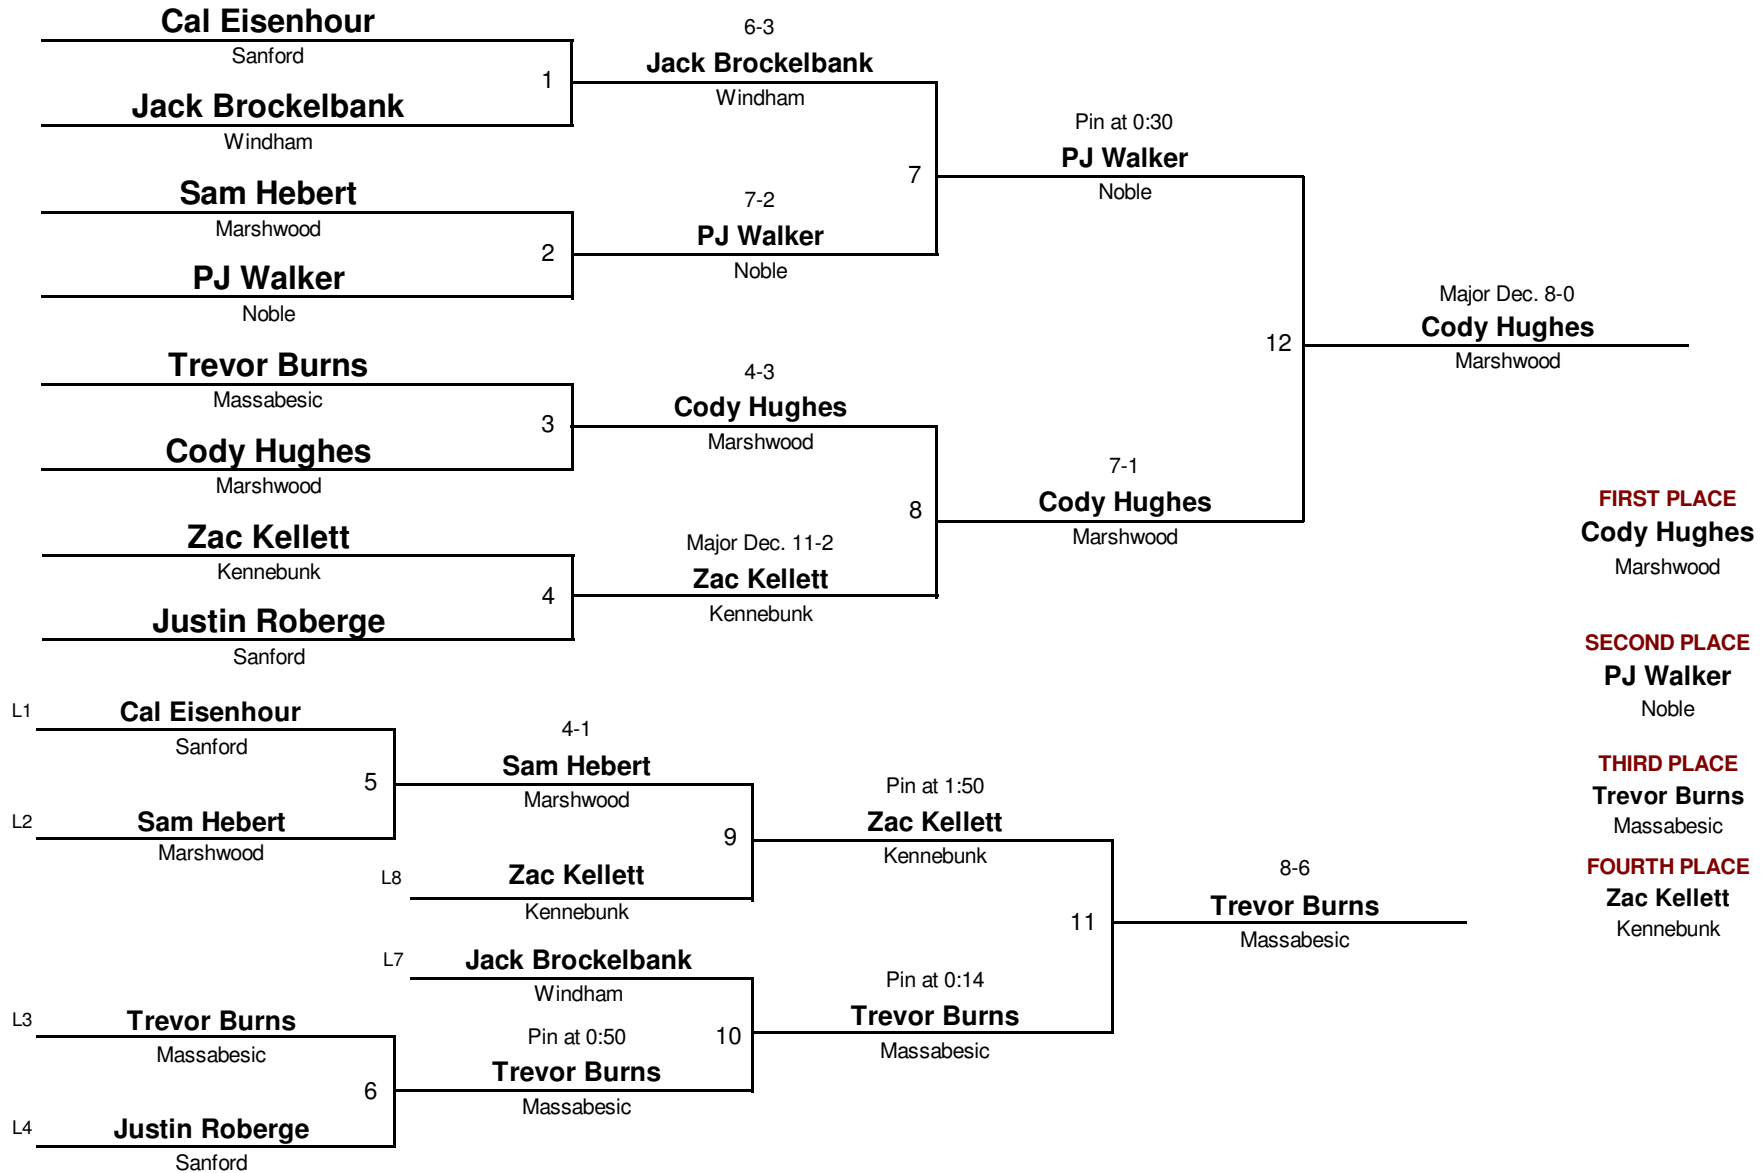 Cal Eisenhour
Sanford
1
Jack Brockelbank
Windham
6-3
Jack Brockelbank
Windham
Sam Hebert
Marshwood
2
PJ Walker
Noble
7-2
PJ Walker
Noble
7
Pin at 0:30
PJ Walker
Noble
Trevor Burns
Massabesic
3
Cody Hughes
Marshwood
4-3
Cody Hughes
Marshwood
Zac Kellett
Kennebunk
4
Justin Roberge
Sanford
Major Dec. 11-2
Zac Kellett
Kennebunk
8
7-1
Cody Hughes
Marshwood
12
Major Dec. 8-0
Cody Hughes
Marshwood
FIRST PLACE
Cody Hughes
Marshwood
SECOND PLACE
PJ Walker
Noble
THIRD PLACE
Trevor Burns
Massabesic
FOURTH PLACE
Zac Kellett
Kennebunk
L1
Cal Eisenhour
Sanford
5
L2
Sam Hebert
Marshwood
4-1
Sam Hebert
Marshwood
9
L8
Zac Kellett
Kennebunk
Pin at 1:50
Zac Kellett
Kennebunk
L7
Jack Brockelbank
Windham
L3
Trevor Burns
Massabesic
6
L4
Justin Roberge
Sanford
Pin at 0:50
Trevor Burns
Massabesic
10
Pin at 0:14
Trevor Burns
Massabesic
11
8-6
Trevor Burns
Massabesic